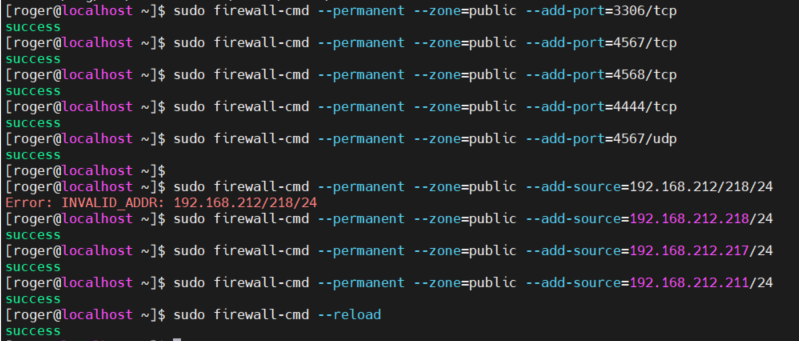 [roger@localhost ~]$ sudo firewall-cmd --permanent --zone=public --add-port=3306/tcp
success
[roger@localhost ~]$ sudo firewall-cmd --permanent --zone=public --add-port=4567/tcp
success
[roger@localhost ~]$ sudo firewall-cmd --permanent --zone=public --add-port=4568/tcp
success
[roger@localhost ~]$ sudo firewall-cmd --permanent --zone=public --add-port=4444/tcp
success
[roger@localhost ~]$ sudo firewall-cmd --permanent --zone=public --add-port=4567/udp
success
[roger@localhost ~]$
[roger@localhost ~]$ sudo firewall-cmd --permanent --zone=public --add-source=192.168.212/218/24
Error: INVALID_ADDR: 192.168.212/218/24
[roger@localhost ~]$ sudo firewall-cmd --permanent --zone=public --add-source=192.168.212.218/24
success
[roger@localhost ~]$ sudo firewall-cmd --permanent --zone=public --add-source=192.168.212.217/24
success
[roger@localhost ~]$ sudo firewall-cmd --permanent --zone=public --add-source=192.168.212.211/24
success
[roger@localhost ~]$ sudo firewall-cmd --reload
success